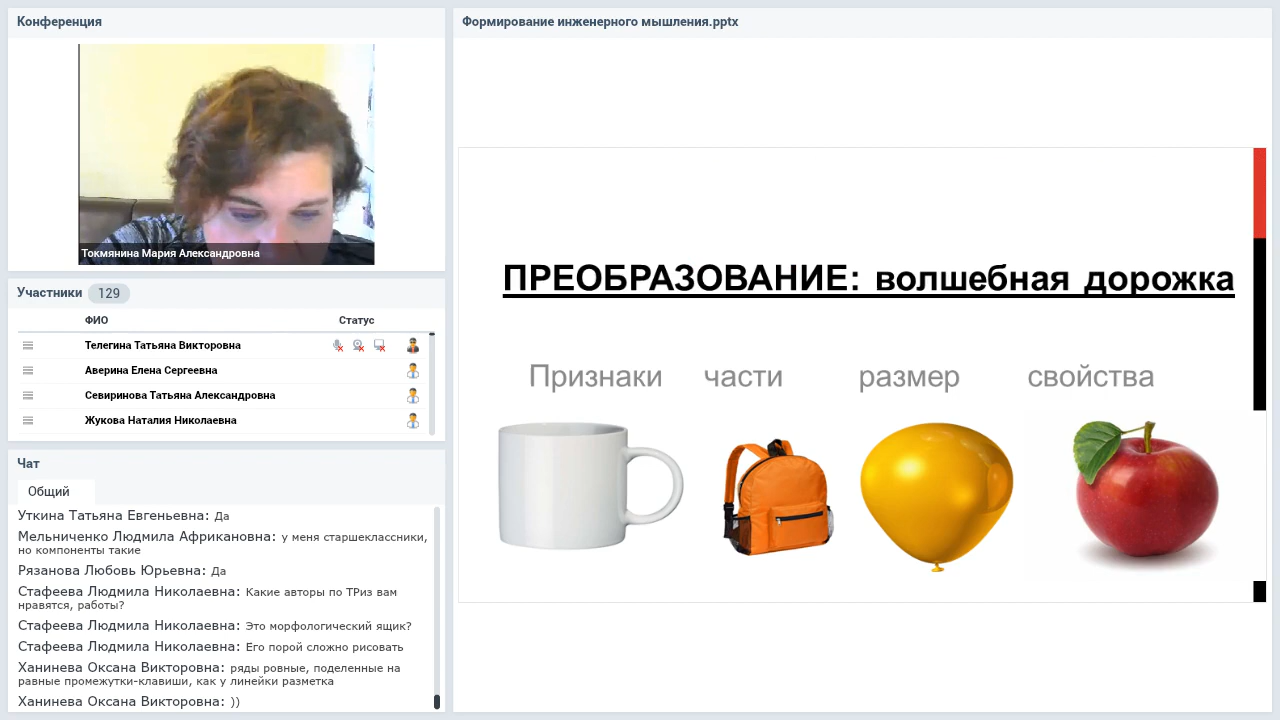 Конференция
Токмянина Мария Александровна
Участники 129
ФИО Статус
Телегина Татьяна Викторовна
Аверина Елена Сергеевна
Севиринова Татьяна Александровна
Жукова Наталия Николаевна
Чат
Общий
Уткина Татьяна Евгеньевна: Да
Мельниченко Людмила Африкановна: у меня старшеклассники,
но компоненты такие
Рязанова Любовь Юрьевна: Да
Стафеева Людмила Николаевна: Какие авторы по ТРиз вам
нравятся, работы?
Стафеева Людмила Николаевна: Это морфологический ящик?
Стафеева Людмила Николаевна: Его порой сложно рисовать
Ханинева Оксана Викторовна: ряды ровные, поделенные на
равные промежутки-клавиши, как у линейки разметка
Ханинева Оксана Викторовна: ))
Формирование инженерного мышления.pptx
ПРЕОБРАЗОВАНИЕ: волшебная дорожка
Признаки части размер свойства